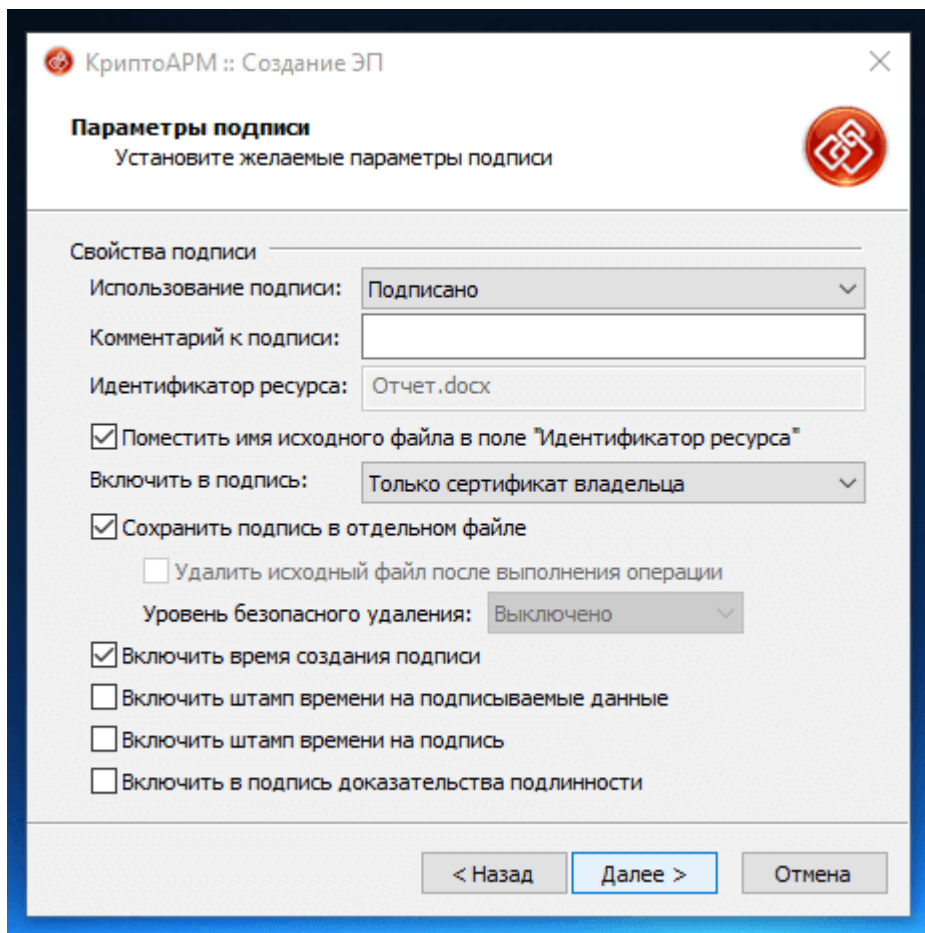 КриптоАРМ :: Создание ЭП
Параметры подписи
Установите желаемые параметры подписи
Свойства подписи
Использование подписи: Подписано
Комментарий к подписи:
Идентификатор ресурса: Отчет.docx
Поместить имя исходного файла в поле "Идентификатор ресурса"
Включить в подпись: Только сертификат владельца
Сохранить подпись в отдельном файле
Удалить исходный файл после выполнения операции
Уровень безопасного удаления: Выключено
Включить время создания подписи
Включить штамп времени на подписываемые данные
Включить штамп времени на подпись
Включить в подпись доказательства подлинности
< Назад Далее > Отмена